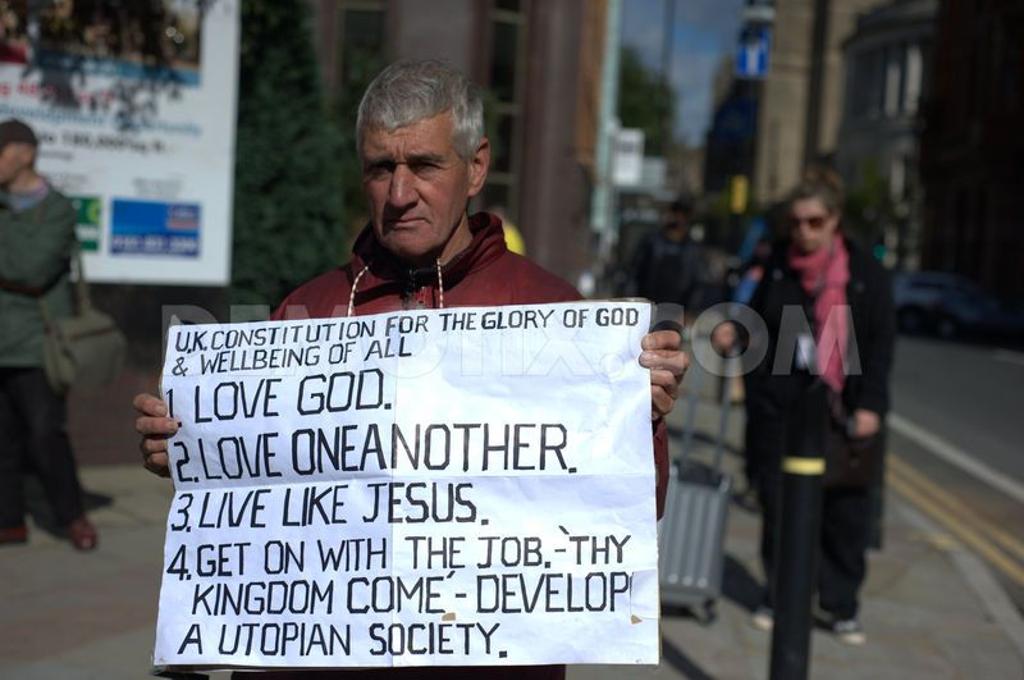 U.K. CONSTITUTION FOR THE GLORY OF GOD
& WELLBEING OF ALL
1. LOVE GOD.
2. LOVE ONEANOTHER.
3. LIVE LIKE JESUS.
4. GET ON WITH THE JOB.-'THY
KINGDOM COME'- DEVELOP
A UTOPIAN SOCIETY.
DEMOTIX.COM